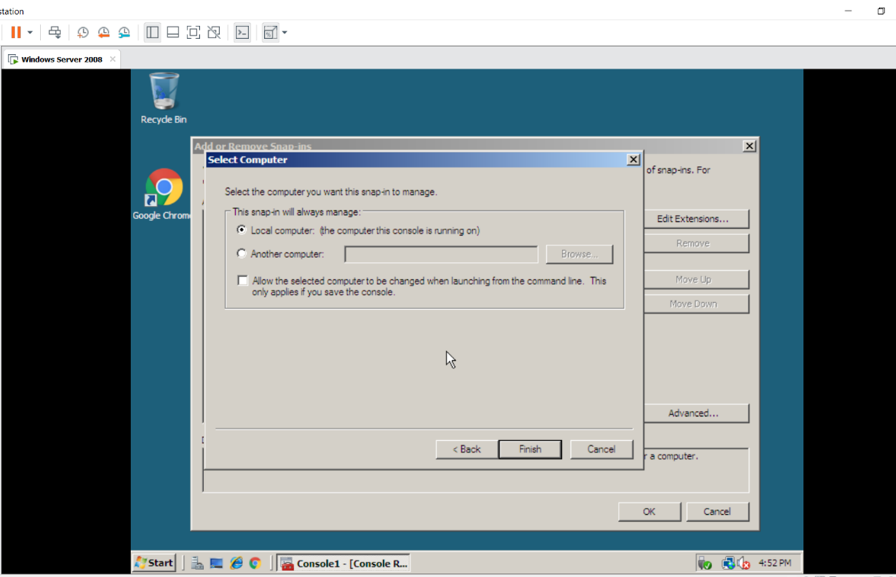 station
Windows Server 2008
Recycle Bin
Google Chrom
Add or Remove Snap-ins
Select Computer
of snap-ins. For
Select the computer you want this snap-in to manage.
This snap-in will always manage:
Local computer: (the computer this console is running on)
Another computer:
Browse...
Allow the selected computer to be changed when launching from the command line. This
only applies if you save the console.
Edit Extensions...
Remove
Move Up
Move Down
Advanced...
< Back
Finish
Cancel
r a computer.
OK
Cancel
Start
Console1 - [Console R...
4:52 PM